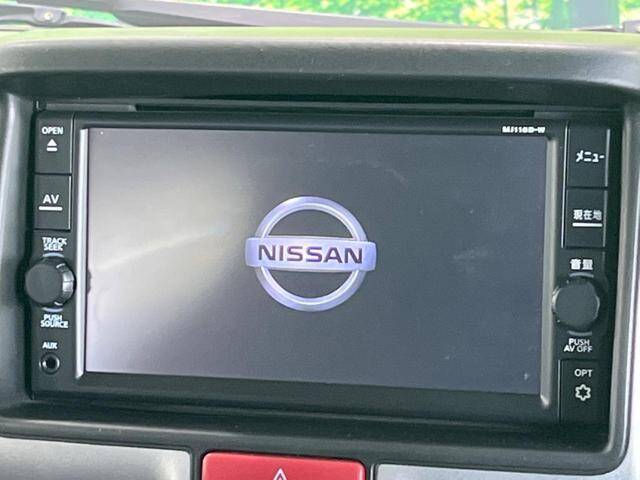 OPEN
AV
TRACK
SEEK
PUSH
SOURCE
AUX
MJ116D-W
NISSAN
メニュー
現在地
音量
PUSH
AV OFF
OPT